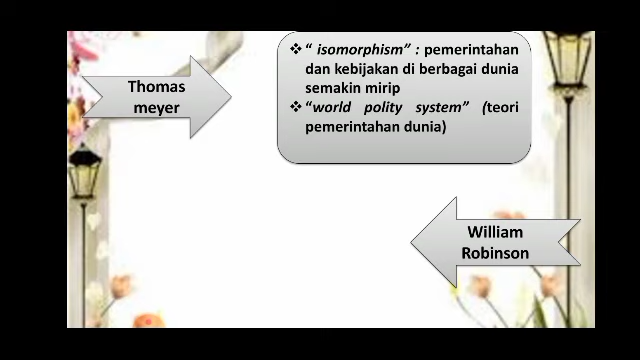 Thomas
meyer
❖ “ isomorphism” : pemerintahan
dan kebijakan di berbagai dunia
semakin mirip
❖ “world polity system” (teori
pemerintahan dunia)
William
Robinson